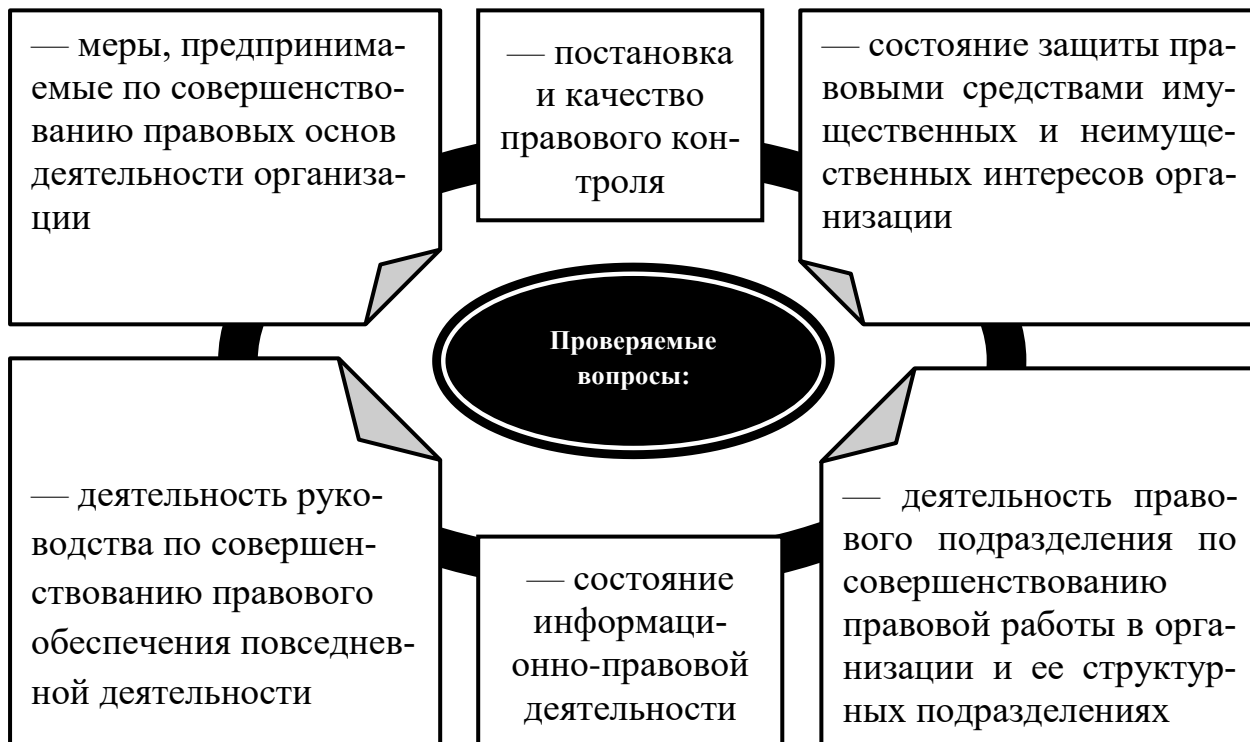 — меры, предпринима-
емые по совершенство-
ванию правовых основ
деятельности организа-
ции
— постановка
и качество
правового кон-
троля
— состояние защиты пра-
вовыми средствами иму-
щественных и неимуще-
ственных интересов орга-
низации
Проверяемые
вопросы:
— деятельность руко-
водства по совершен-
ствованию правового
обеспечения повседнев-
ной деятельности
— состояние
информаци-
онно-правовой
деятельности
— деятельность право-
вого подразделения по
совершенствованию
правовой работы в орга-
низации и ее структур-
ных подразделениях